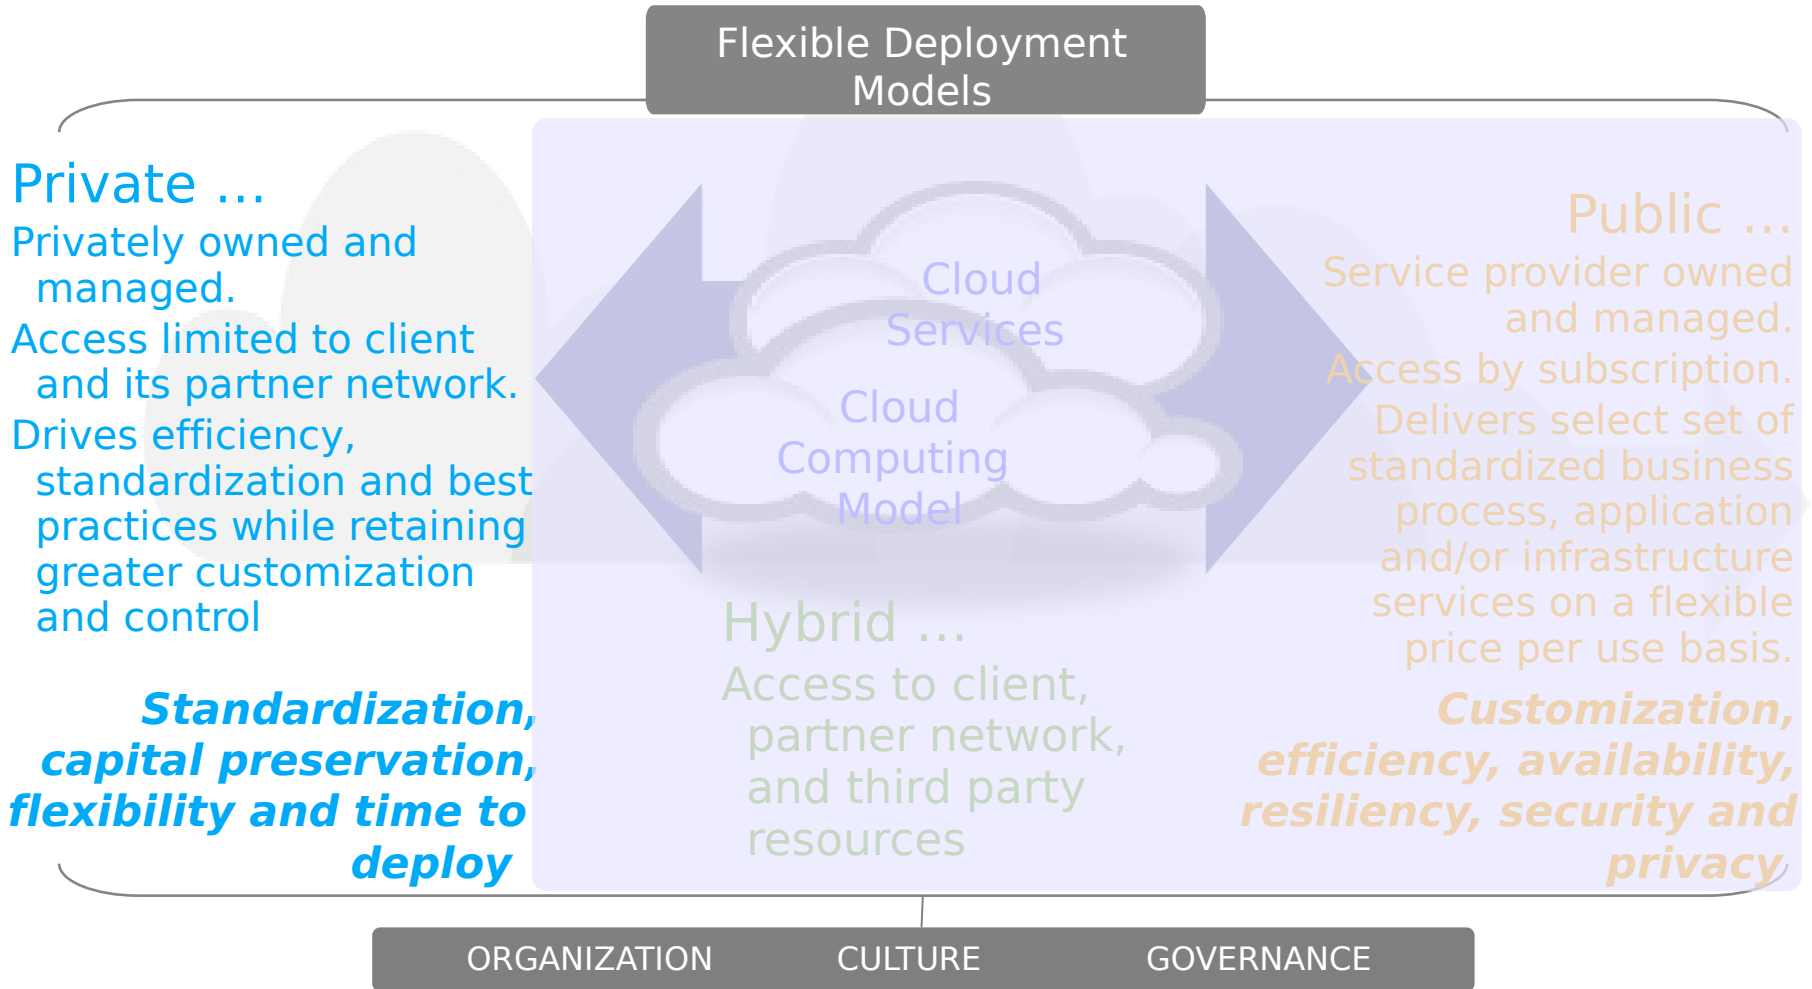 Flexible Deployment
Models
Private ...
Privately owned and
managed.
Access limited to client
and its partner network.
Drives efficiency,
standardization and best
practices while retaining
greater customization
and control
Standardization,
capital preservation,
flexibility and time to
deploy
Cloud
Services
Cloud
Computing
Model
Hybrid ...
Access to client,
partner network,
and third party
resources
Public ...
Service provider owned
and managed.
Access by subscription.
Delivers select set of
standardized business
process, application
and/or infrastructure
services on a flexible
price per use basis.
Customization,
efficiency, availability,
resiliency, security and
privacy
ORGANIZATION CULTURE GOVERNANCE